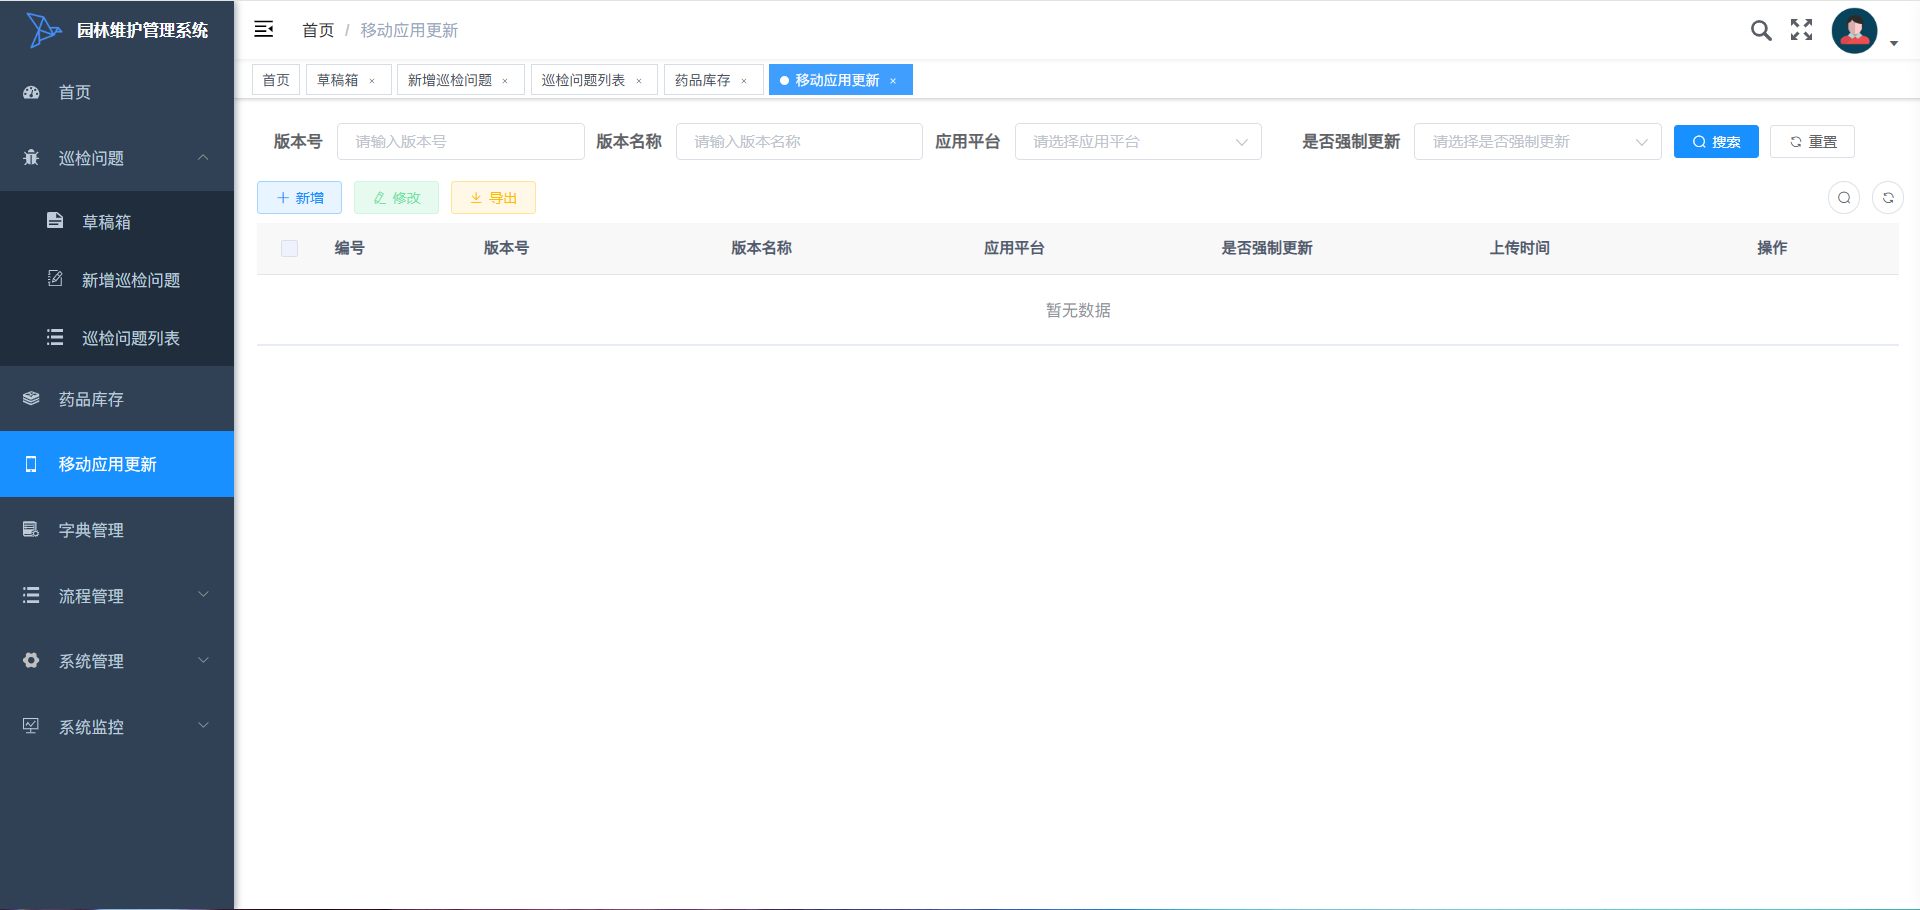 园林维护管理系统
首页 / 移动应用更新
首页
草稿箱 ×
新增巡检问题 ×
巡检问题列表 ×
药品库存 ×
移动应用更新 ×
首页
巡检问题
草稿箱
新增巡检问题
巡检问题列表
药品库存
移动应用更新
字典管理
流程管理
系统管理
系统监控
版本号 请输入版本号 版本名称 请输入版本名称 应用平台 请选择应用平台 是否强制更新 请选择是否强制更新 搜索 重置
新增 修改 导出
编号 版本号 版本名称 应用平台 是否强制更新 上传时间 操作
暂无数据